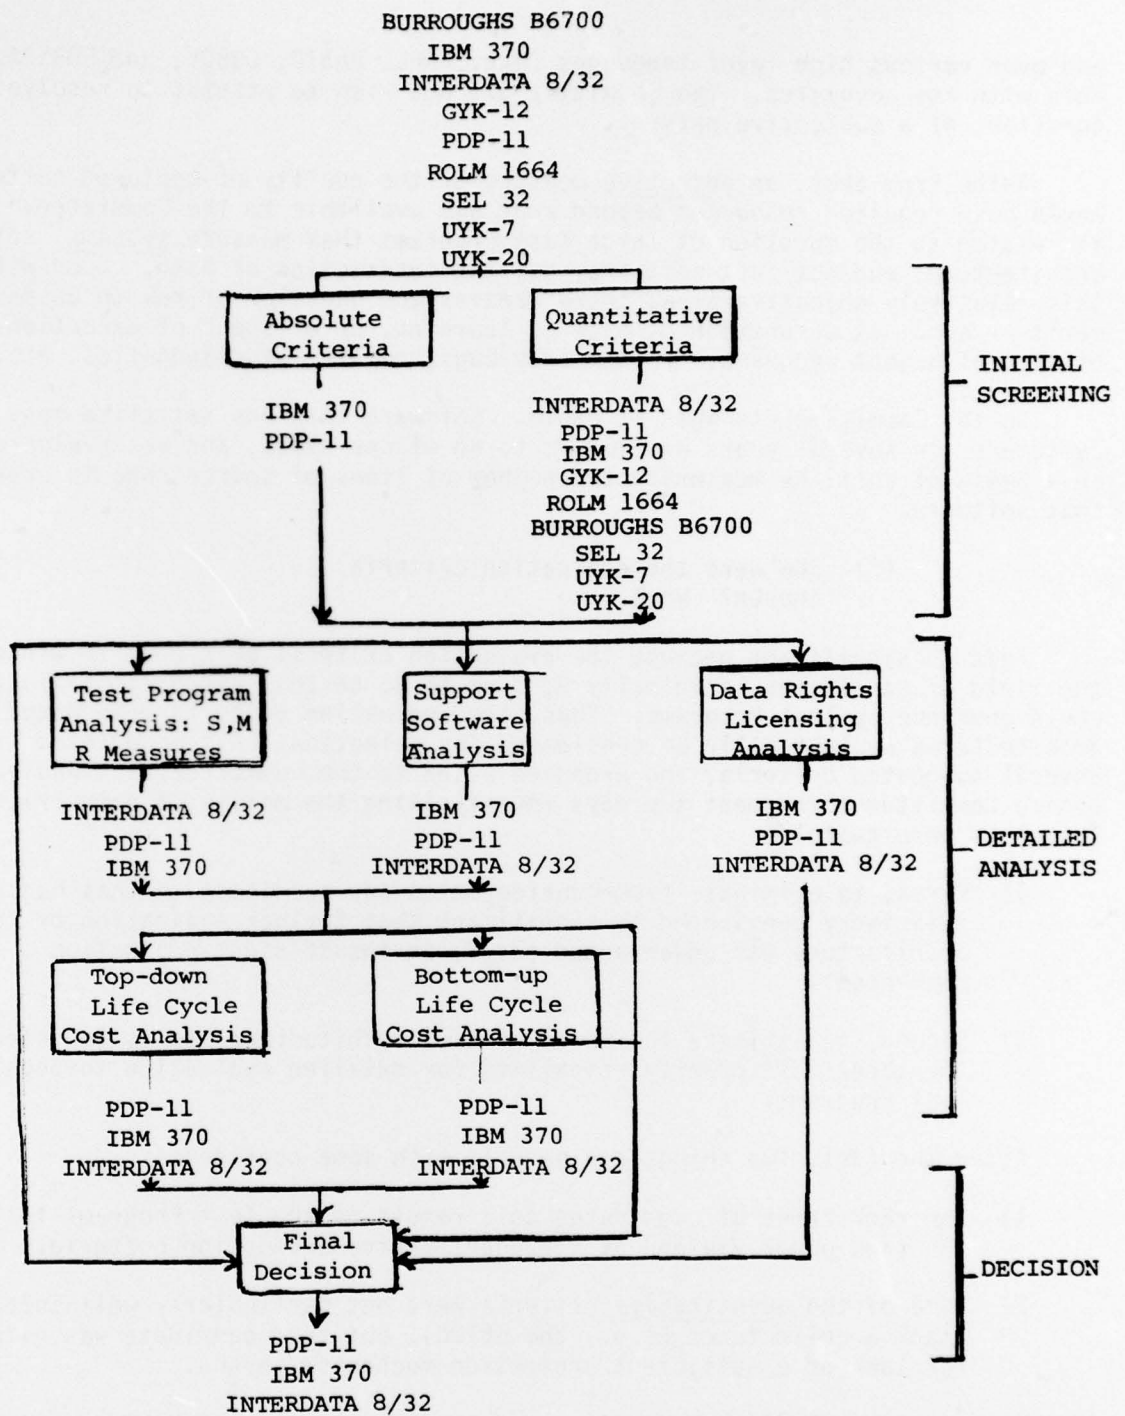 BURROUGHS B6700
IBM 370
INTERDATA 8/32
GYK-12
PDP-11
ROLM 1664
SEL 32
UYK-7
UYK-20
Absolute
Criteria
Quantitative
Criteria
INITIAL
SCREENING
IBM 370
PDP-11
INTERDATA 8/32
PDP-11
IBM 370
GYK-12
ROLM 1664
BURROUGHS B6700
SEL 32
UYK-7
UYK-20
Test Program
Analysis: S,M
R Measures
Support
Software
Analysis
Data Rights
Licensing
Analysis
INTERDATA 8/32
PDP-11
IBM 370
IBM 370
PDP-11
INTERDATA 8/32
IBM 370
PDP-11
INTERDATA 8/32
DETAILED
ANALYSIS
Top-down
Life Cycle
Cost Analysis
Bottom-up
Life Cycle
Cost Analysis
PDP-11
IBM 370
INTERDATA 8/32
PDP-11
IBM 370
INTERDATA 8/32
Final
Decision
DECISION
PDP-11
IBM 370
INTERDATA 8/32